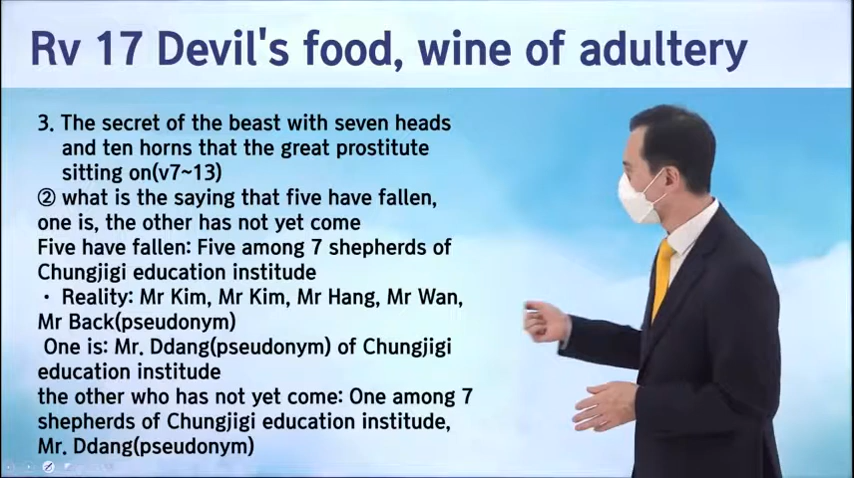 Rv 17 Devil's food, wine of adultery
3. The secret of the beast with seven heads
and ten horns that the great prostitute
sitting on(v7~13)
② what is the saying that five have fallen,
one is, the other has not yet come
Five have fallen: Five among 7 shepherds of
Chungjigi education institude
· Reality: Mr Kim, Mr Kim, Mr Hang, Mr Wan,
Mr Back(pseudonym)
One is: Mr. Ddang(pseudonym) of Chungjigi
education institude
the other who has not yet come: One among 7
shepherds of Chungjigi education institude,
Mr. Ddang(pseudonym)